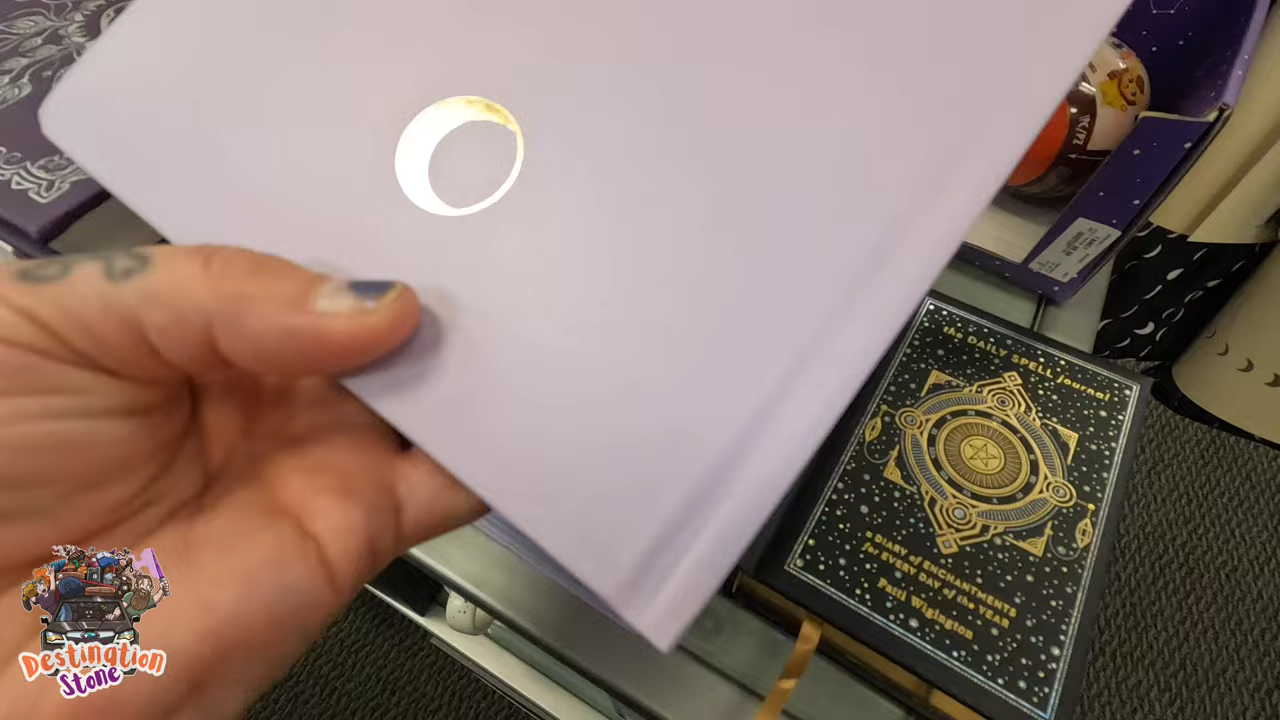 the DAILY SPELL journal
a DIARY of ENCHANTMENTS
for EVERY DAY of the YEAR
Patti Wigington
Destination
Stone